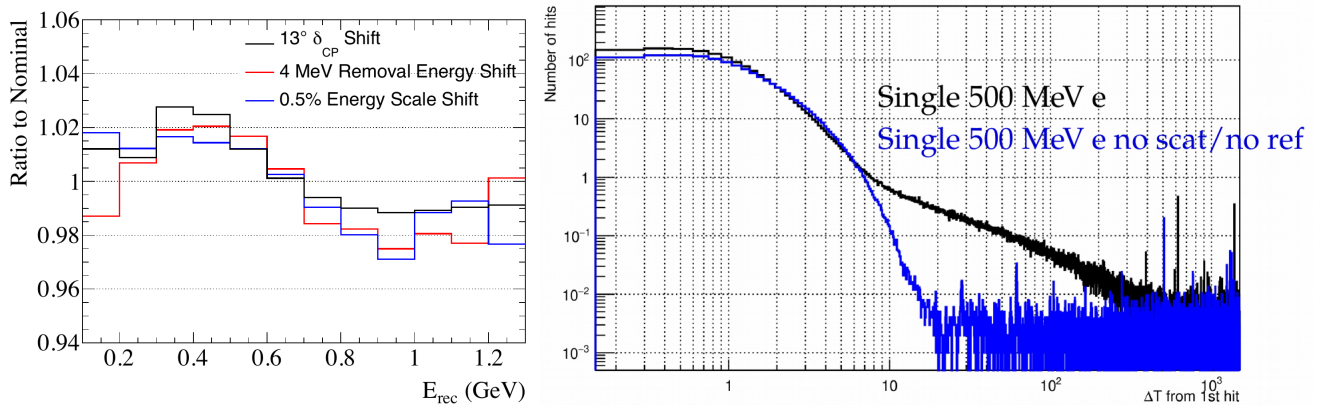 1.06
1.04
1.02
1
0.98
0.96
0.94
Ratio to Nominal
13° δCP Shift
4 MeV Removal Energy Shift
0.5% Energy Scale Shift
0.2 0.4 0.6 0.8 1 1.2
Erec (GeV)
Number of hits
10²
10
1
10⁻¹
10⁻²
10⁻³
Single 500 MeV e
Single 500 MeV e no scat/no ref
1 10 10² 10³
ΔT from 1st hit